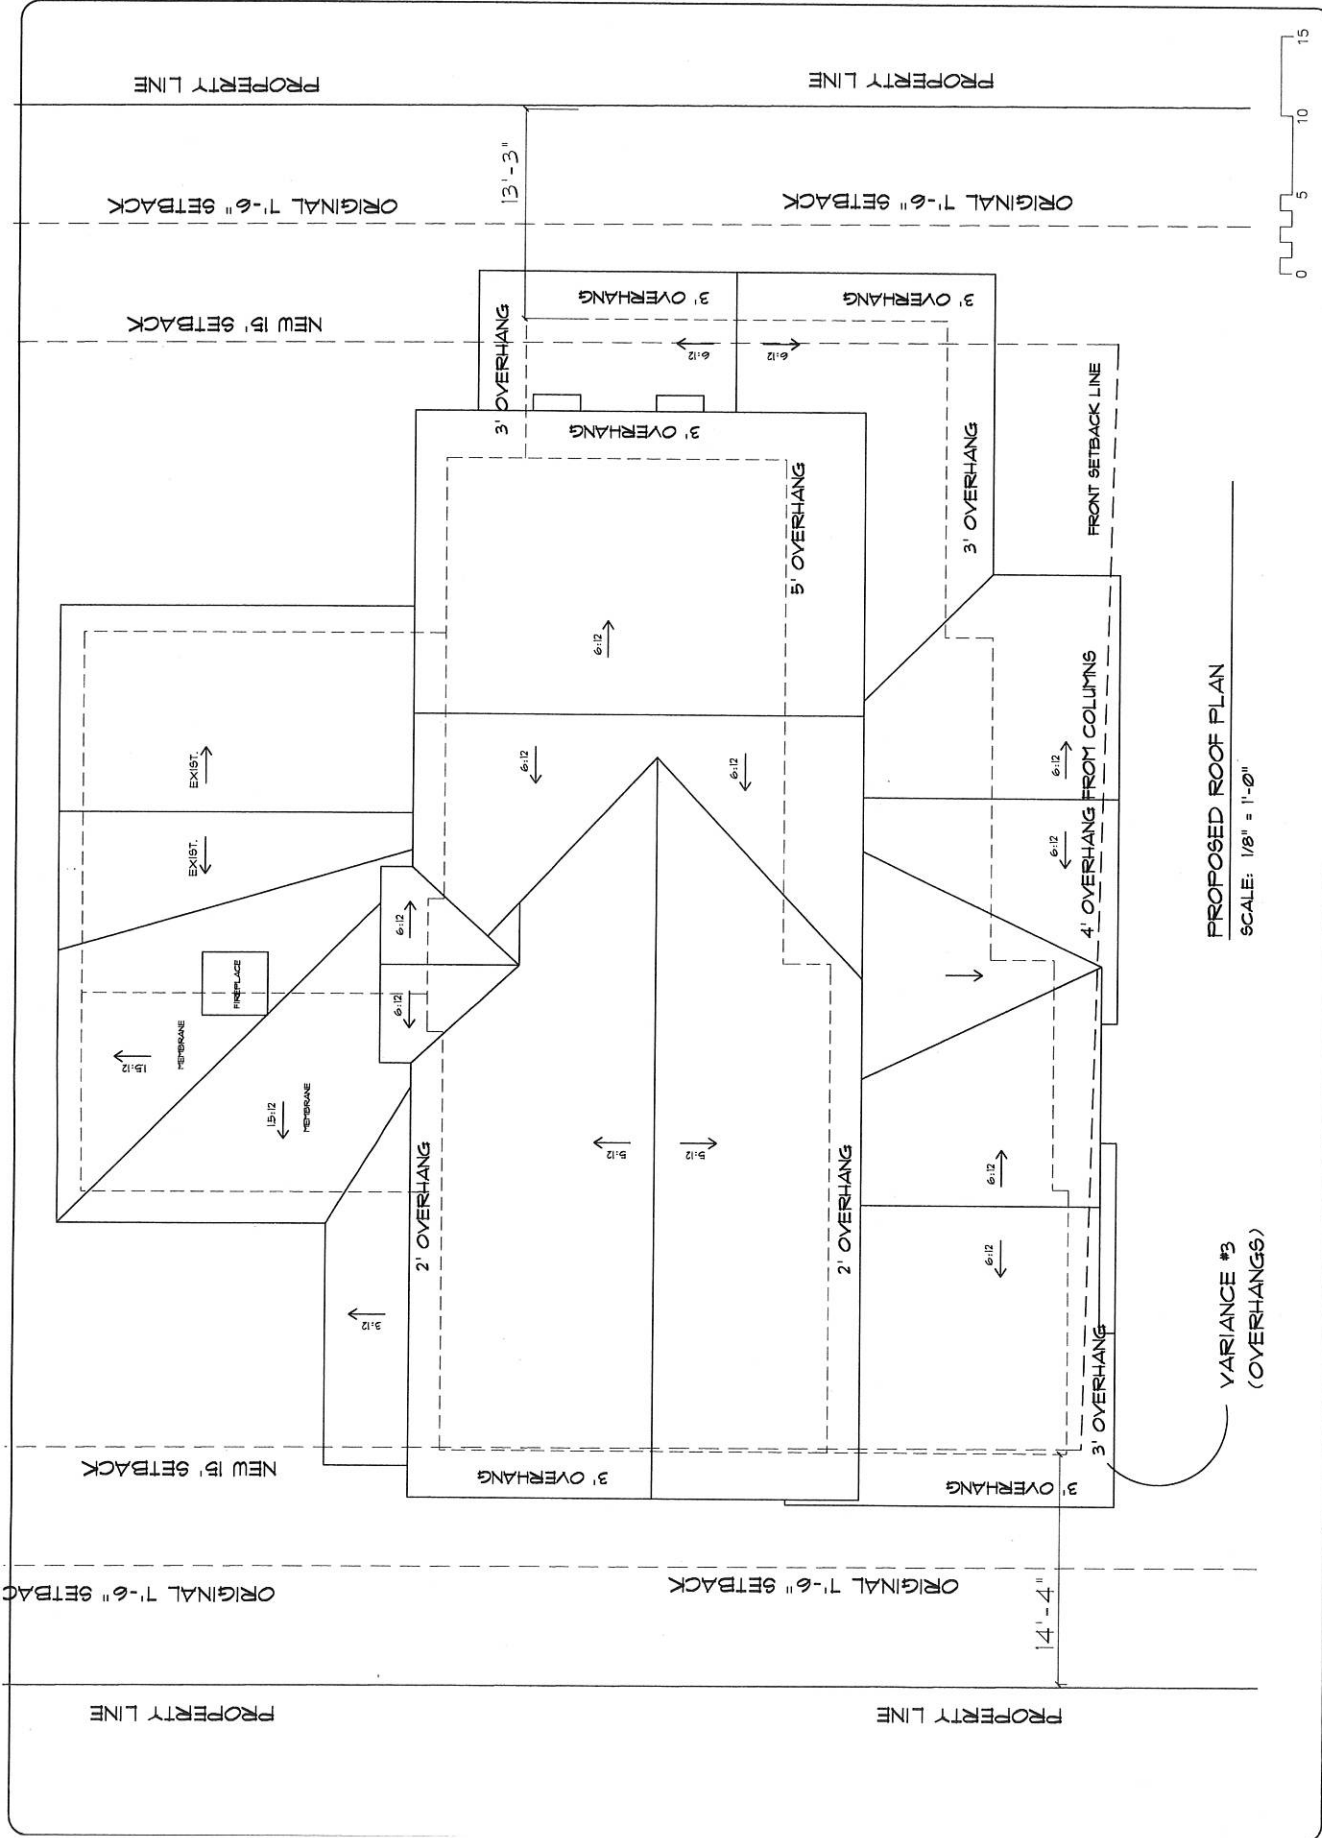 PROPERTY LINE
PROPERTY LINE
ORIGINAL 7'-6" SETBACK
ORIGINAL 7'-6" SETBACK
13'-3"
NEW 15' SETBACK
3' OVERHANG
3' OVERHANG
3' OVERHANG
6:12
6:12
3' OVERHANG
5' OVERHANG
3' OVERHANG
FRONT SETBACK LINE
EXIST.
EXIST.
6:12
6:12
6:12
6:12
6:12
4' OVERHANG FROM COLUMNS
6:12
6:12
FIREPLACE
MEMBRANE
1.5:12
1.5:12
MEMBRANE
5:12
5:12
2' OVERHANG
2' OVERHANG
3:12
6:12
6:12
3' OVERHANG
3' OVERHANG
3' OVERHANG
NEW 15' SETBACK
ORIGINAL 7'-6" SETBAC
ORIGINAL 7'-6" SETBACK
14'-4"
PROPERTY LINE
PROPERTY LINE
VARIANCE #3
(OVERHANGS)
PROPOSED ROOF PLAN
SCALE: 1/8" = 1'-0"
0 5 10 15